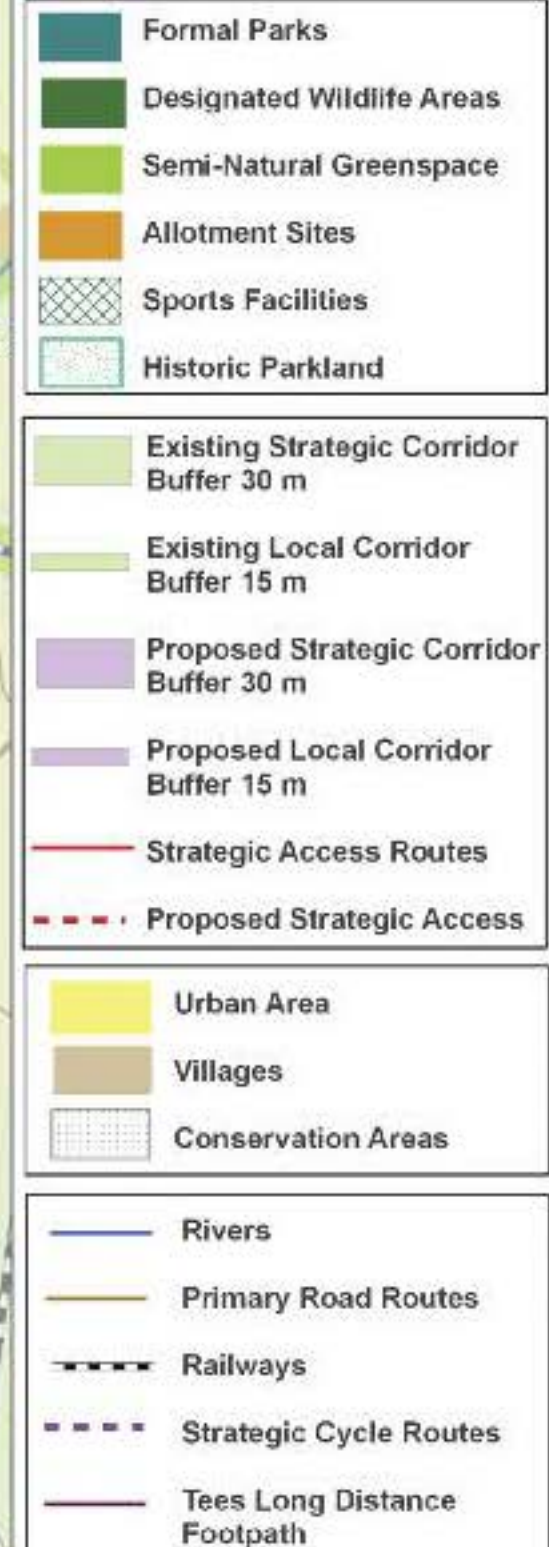 Formal Parks
Designated Wildlife Areas
Semi-Natural Greenspace
Allotment Sites
Sports Facilities
Historic Parkland
Existing Strategic Corridor
Buffer 30 m
Existing Local Corridor
Buffer 15 m
Proposed Strategic Corridor
Buffer 30 m
Proposed Local Corridor
Buffer 15 m
Strategic Access Routes
Proposed Strategic Access
Urban Area
Villages
Conservation Areas
Rivers
Primary Road Routes
Railways
Strategic Cycle Routes
Tees Long Distance
Footpath